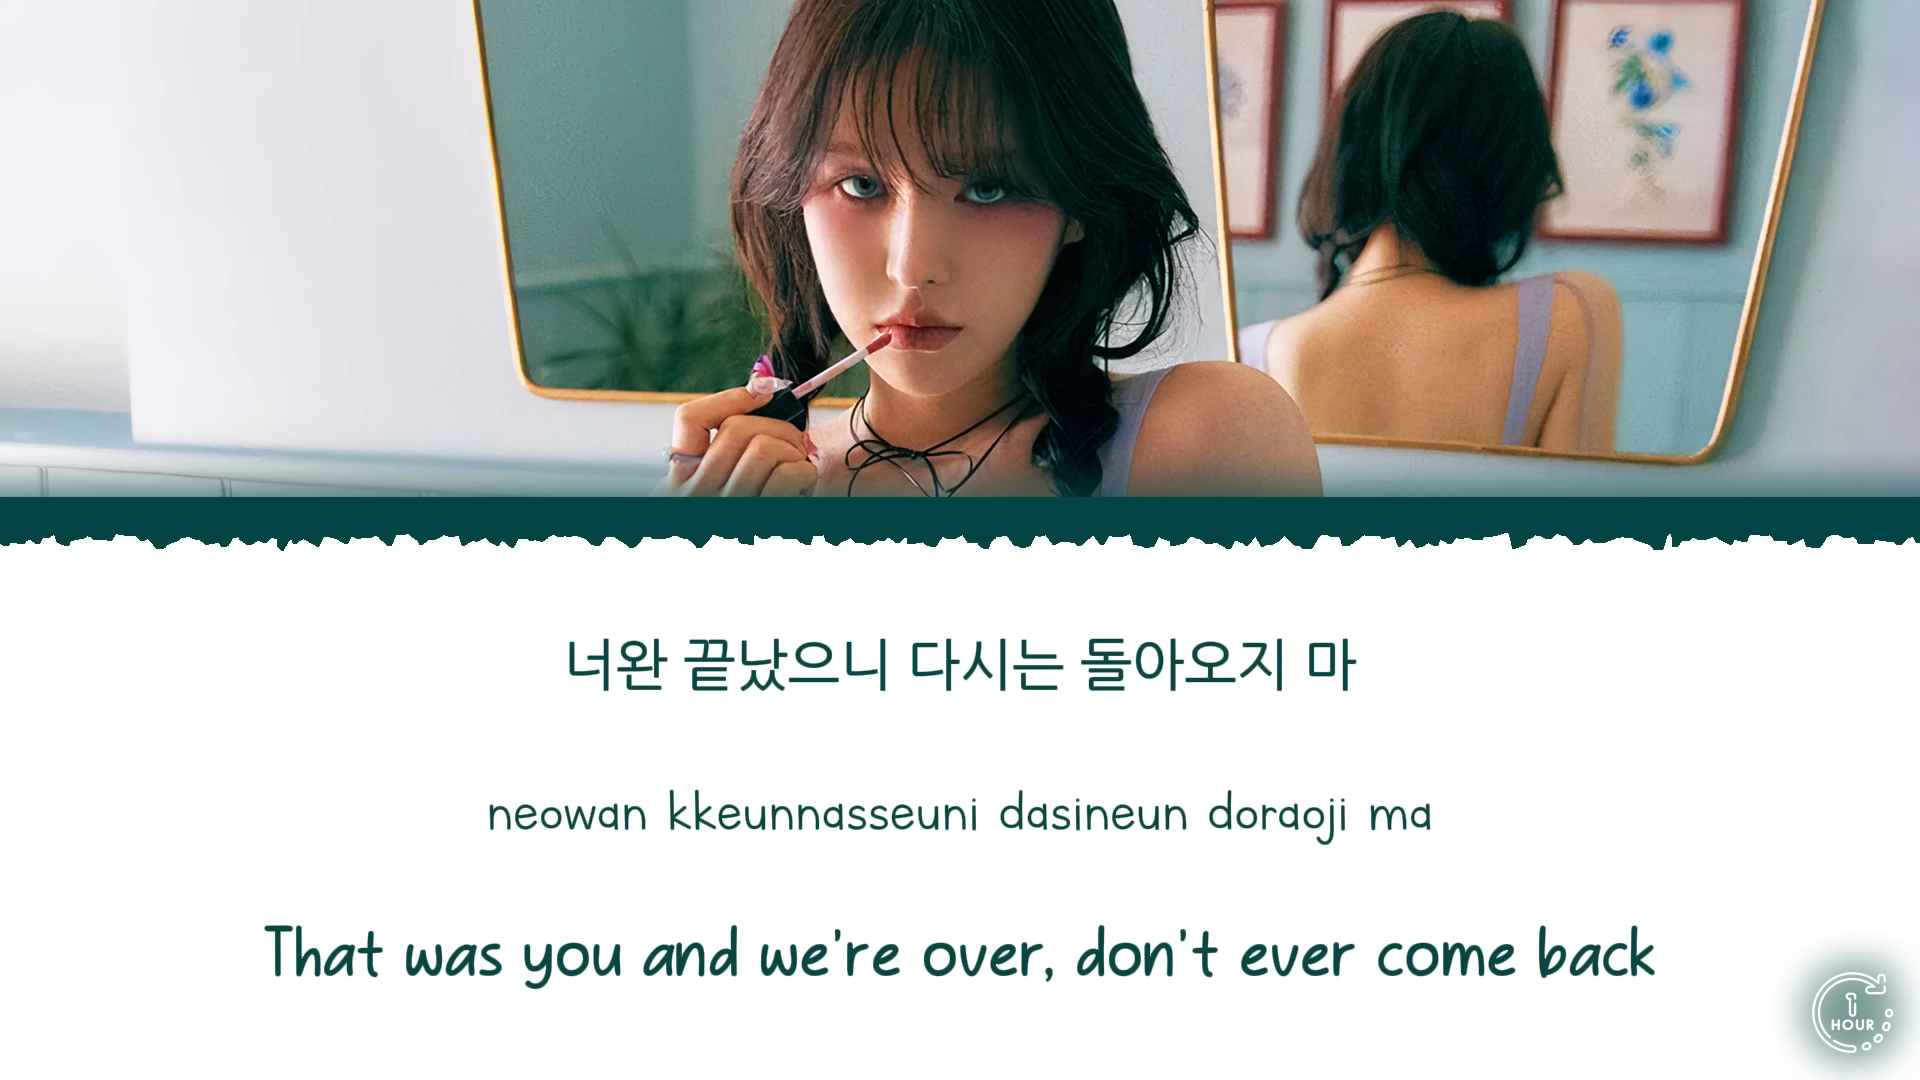 너완 끝났으니 다시는 돌아오지 마
neowan kkeunnasseuni dasineun doraoji ma
That was you and we're over, don't ever come back
1
HOUR